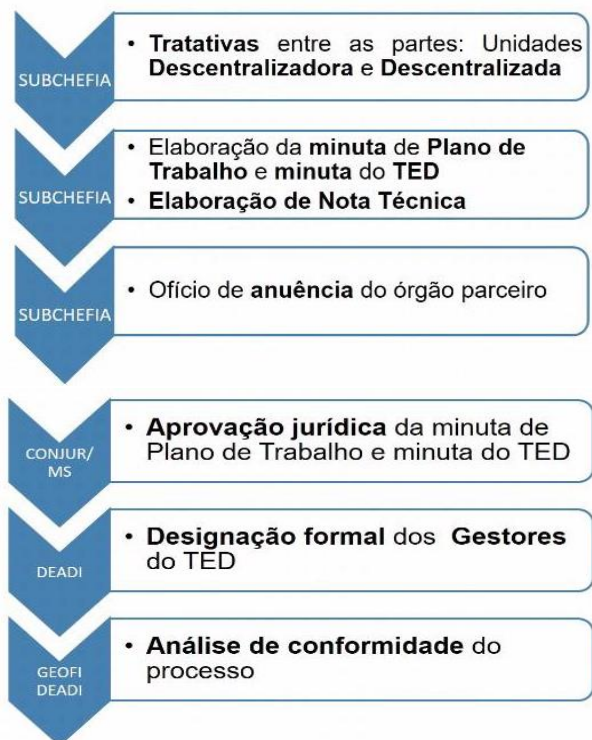 SUBCHEFIA
• Tratativas entre as partes: Unidades
Descentralizadora e Descentralizada
SUBCHEFIA
• Elaboração da minuta de Plano de
Trabalho e minuta do TED
• Elaboração de Nota Técnica
SUBCHEFIA
• Ofício de anuência do órgão parceiro
CONJUR/
MS
• Aprovação jurídica da minuta de
Plano de Trabalho e minuta do TED
DEADI
• Designação formal dos Gestores
do TED
GEOFI
DEADI
• Análise de conformidade do
processo